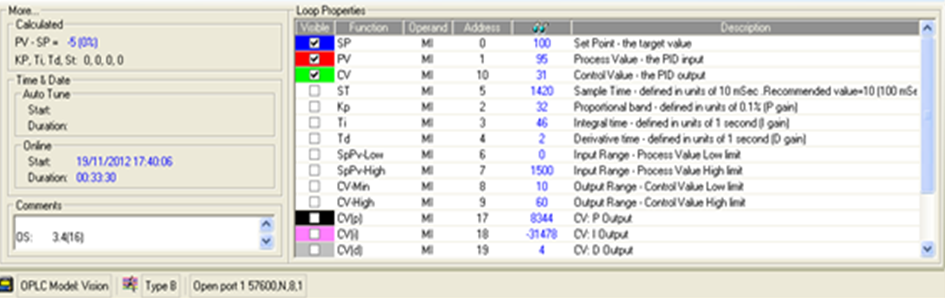 More...
Calculated
PV - SP = -5 (0%)
KP, Ti, Td, St: 0, 0, 0, 0
Time & Date
Auto Tune
Start:
Duration:
Online
Start: 19/11/2012 17:40:06
Duration: 00:33:30
Comments
OS: 3.4(16)
Loop Properties
Visible Function Operand Address Description
SP MI 0 100 Set Point - the target value
PV MI 1 95 Process Value - the PID input
CV MI 10 31 Control Value - the PID output
ST MI 5 1420 Sample Time - defined in units of 10 mSec .Recommended value=10 (100 mSe
Kp MI 2 32 Proportional band - defined in units of 0.1% (P gain)
Ti MI 3 46 Integral time - defined in units of 1 second (I gain)
Td MI 4 2 Derivative time - defined in units of 1 second (D gain)
SpPv-Low MI 6 0 Input Range - Process Value Low limit
SpPv-High MI 7 1500 Input Range - Process Value High limit
CV-Min MI 8 10 Output Range - Control Value Low limit
CV-High MI 9 60 Output Range - Control Value High limit
CV(p) MI 17 8344 CV: P Output
CV(i) MI 18 -31478 CV: I Output
CV(d) MI 19 4 CV: D Output
OPLC Model: Vision Type B Open port 1 57600,N,8,1